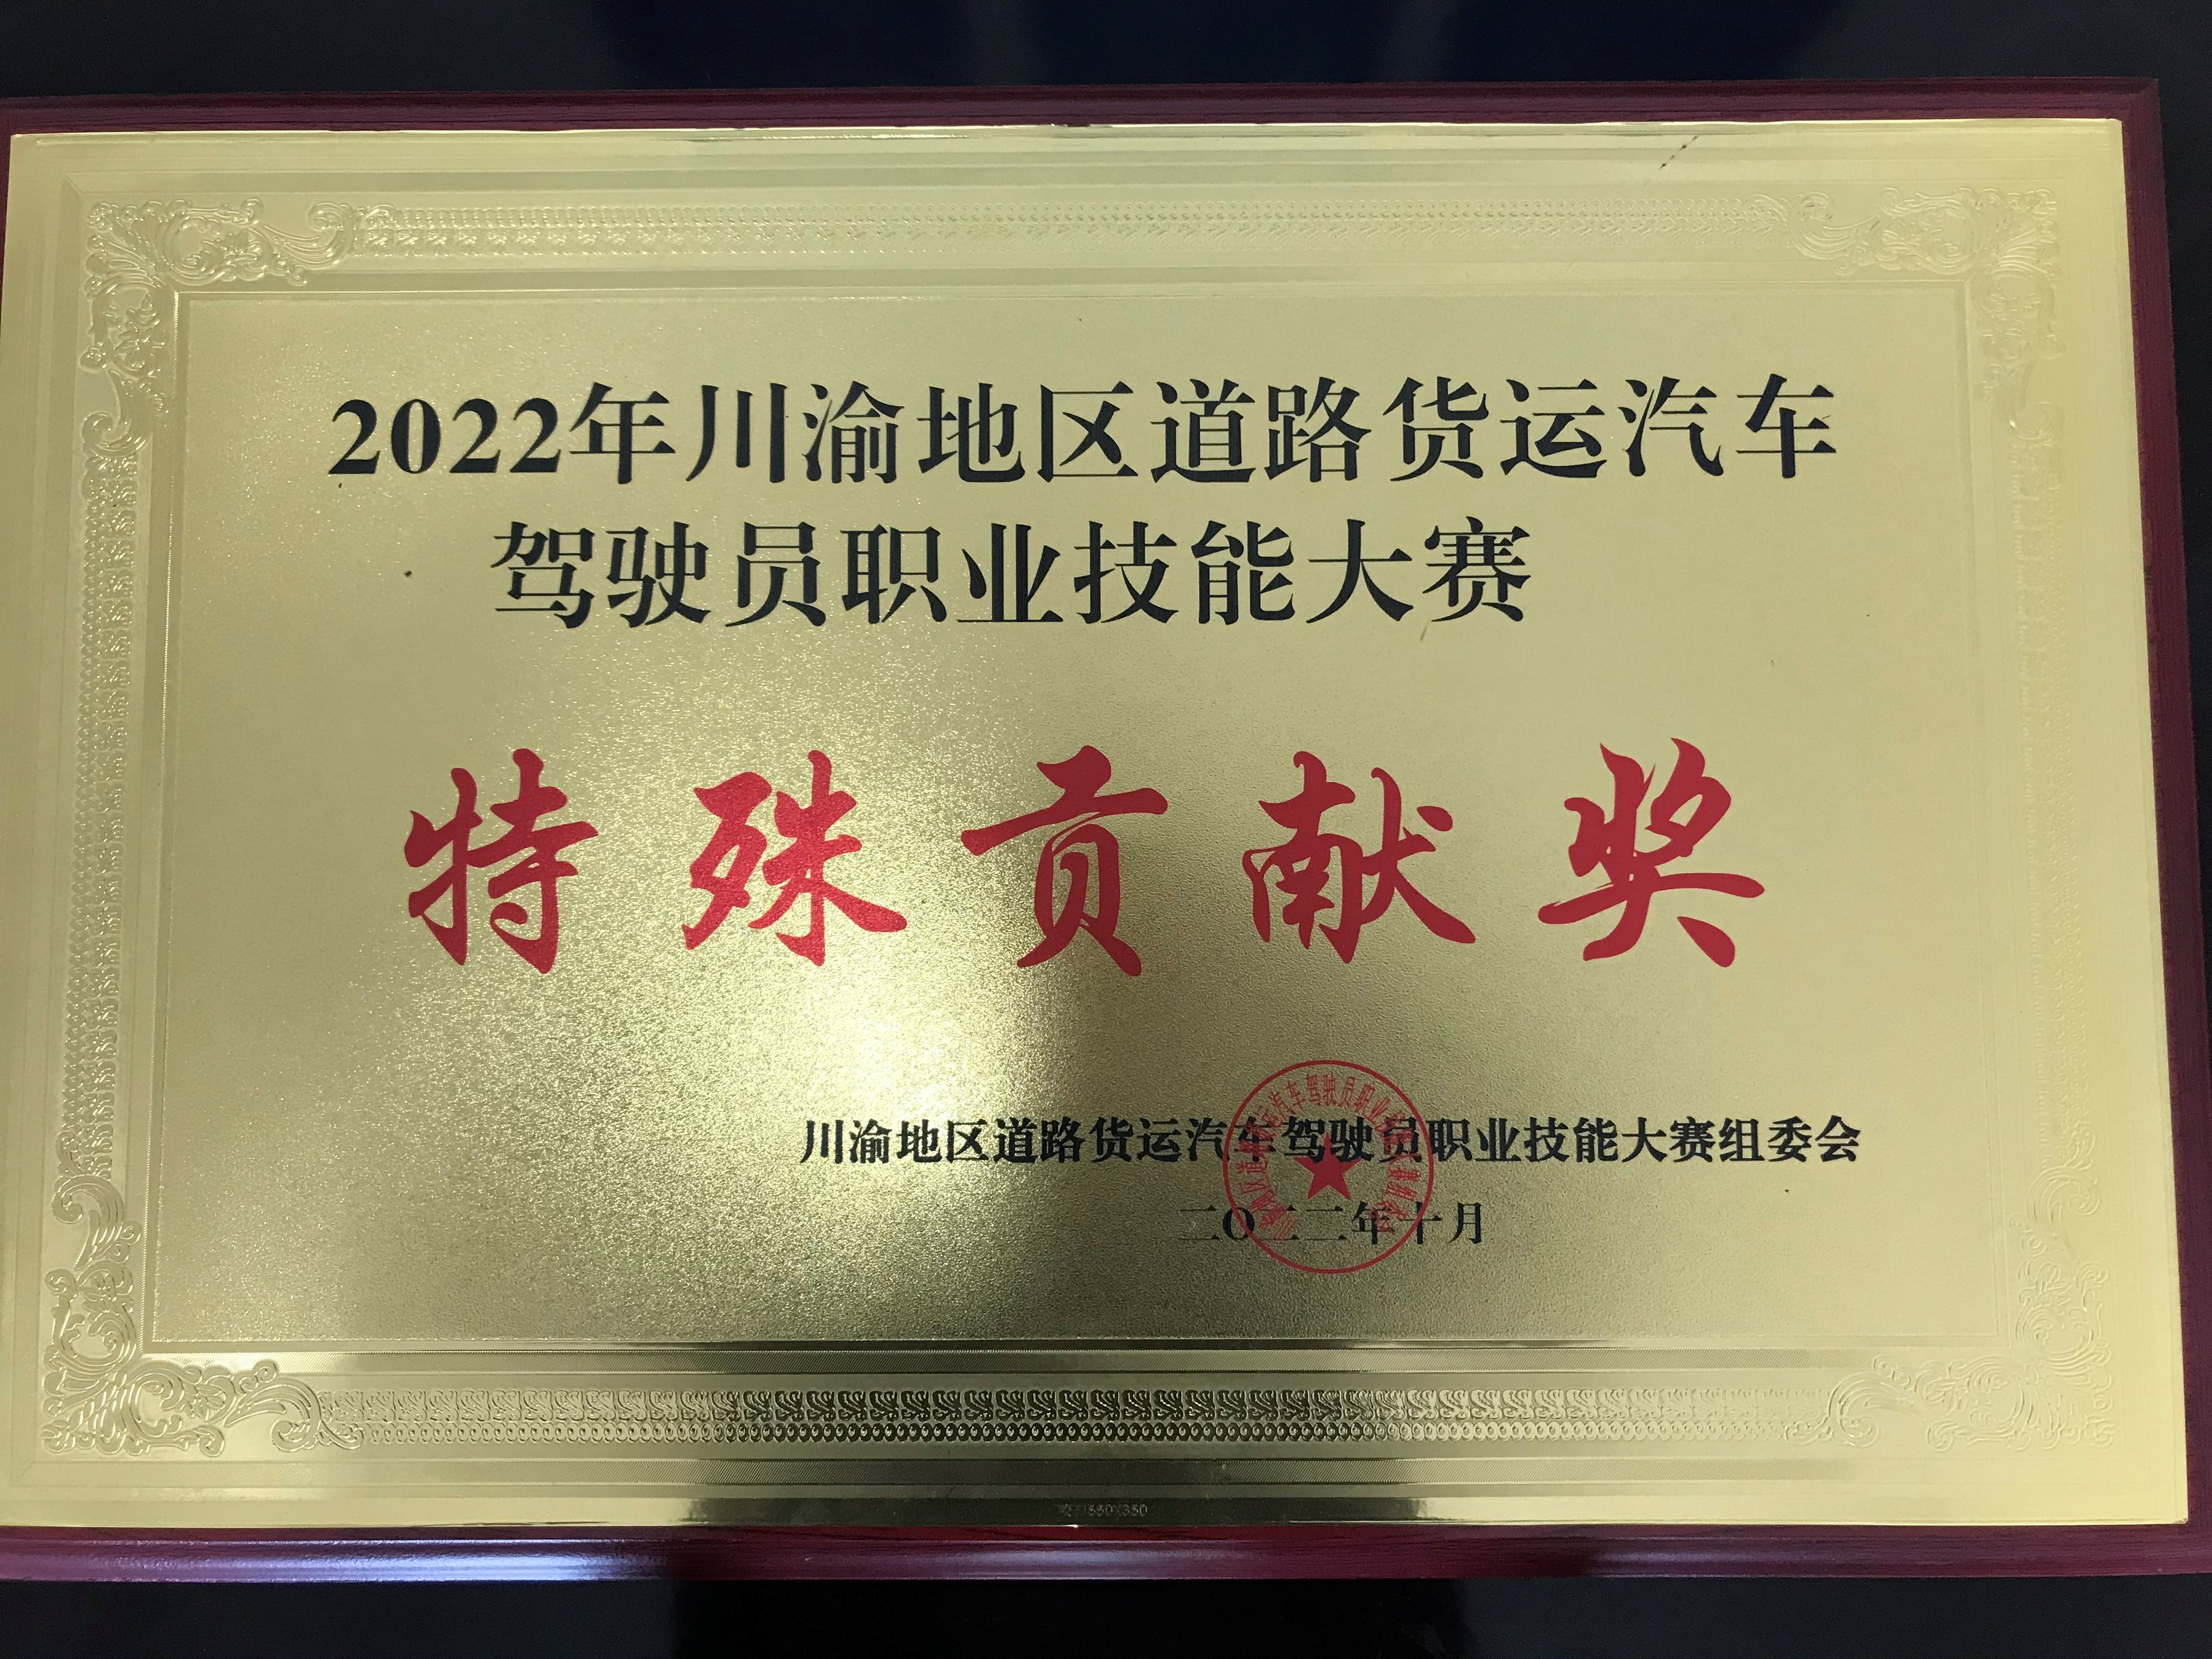 2022年川渝地区道路货运汽车
驾驶员职业技能大赛
特殊贡献奖
川渝地区道路货运汽车驾驶员职业技能大赛组委会
二〇二二年十月